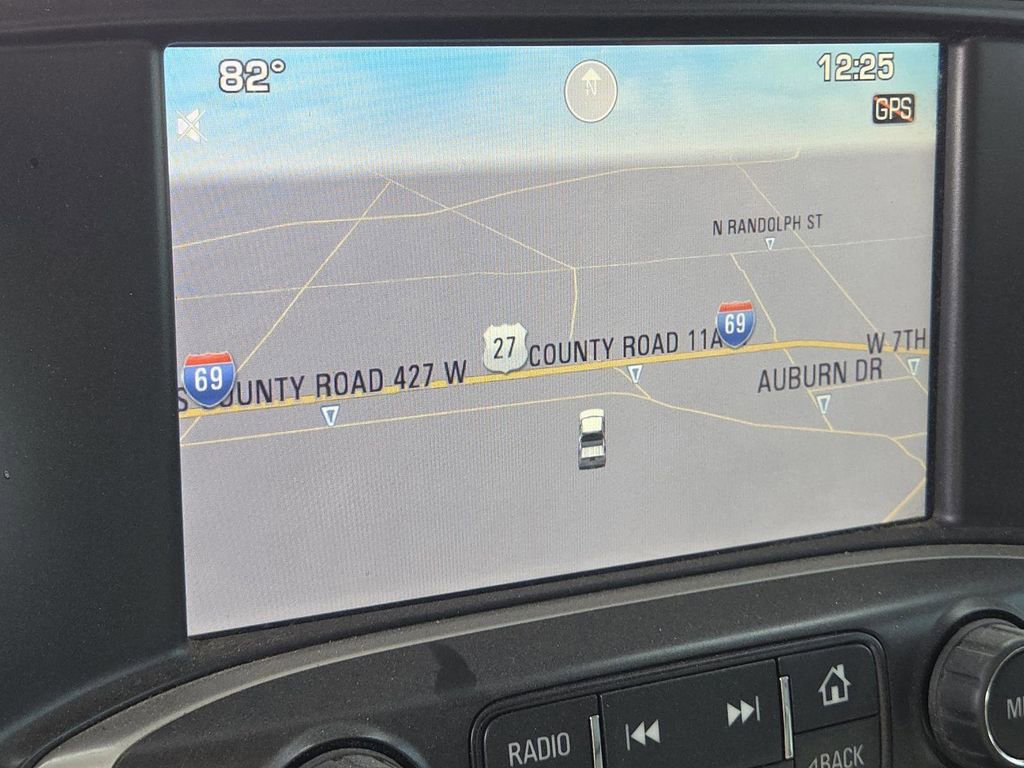 82°
N
12:25
GPS
N RANDOLPH ST
69
27
COUNTY ROAD 11A
W 7TH
69
S COUNTY ROAD 427 W
AUBURN DR
RADIO
BACK